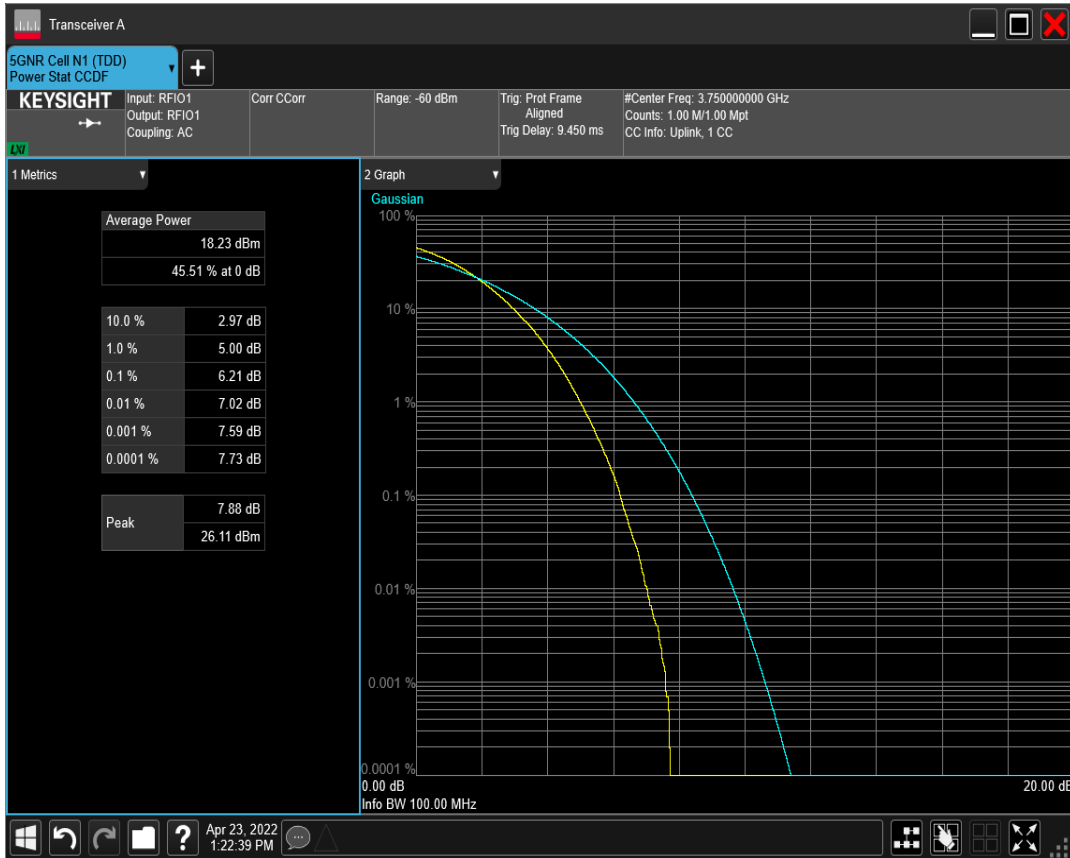 Transceiver A
5GNR Cell N1 (TDD)
Power Stat CCDF
+
KEYSIGHT
LXI
Input: RFIO1
Output: RFIO1
Coupling: AC
Corr CCorr
Range: -60 dBm
Trig: Prot Frame
Aligned
Trig Delay: 9.450 ms
#Center Freq: 3.750000000 GHz
Counts: 1.00 M/1.00 Mpt
CC Info: Uplink, 1 CC
1 Metrics
Average Power
18.23 dBm
45.51 % at 0 dB
10.0 % 2.97 dB
1.0 % 5.00 dB
0.1 % 6.21 dB
0.01 % 7.02 dB
0.001 % 7.59 dB
0.0001 % 7.73 dB
Peak
7.88 dB
26.11 dBm
2 Graph
Gaussian
100 %
10 %
1 %
0.1 %
0.01 %
0.001 %
0.0001 %
0.00 dB
20.00 dB
Info BW 100.00 MHz
?
Apr 23, 2022
1:22:39 PM